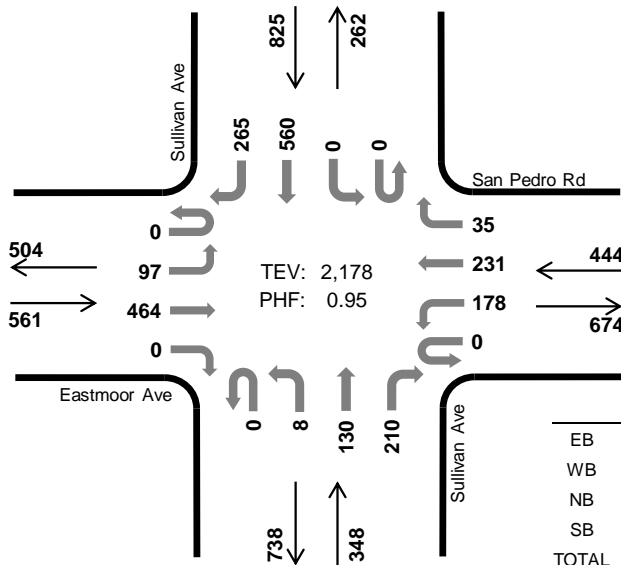 825
262
Sullivan Ave
265
560
0
0
San Pedro Rd
0
35
504
97
TEV: 2,178
231
444
561
464
PHF: 0.95
178
674
0
0
Eastmoor Ave
0
8
130
210
Sullivan Ave
738
348
EB
WB
NB
SB
TOTAL